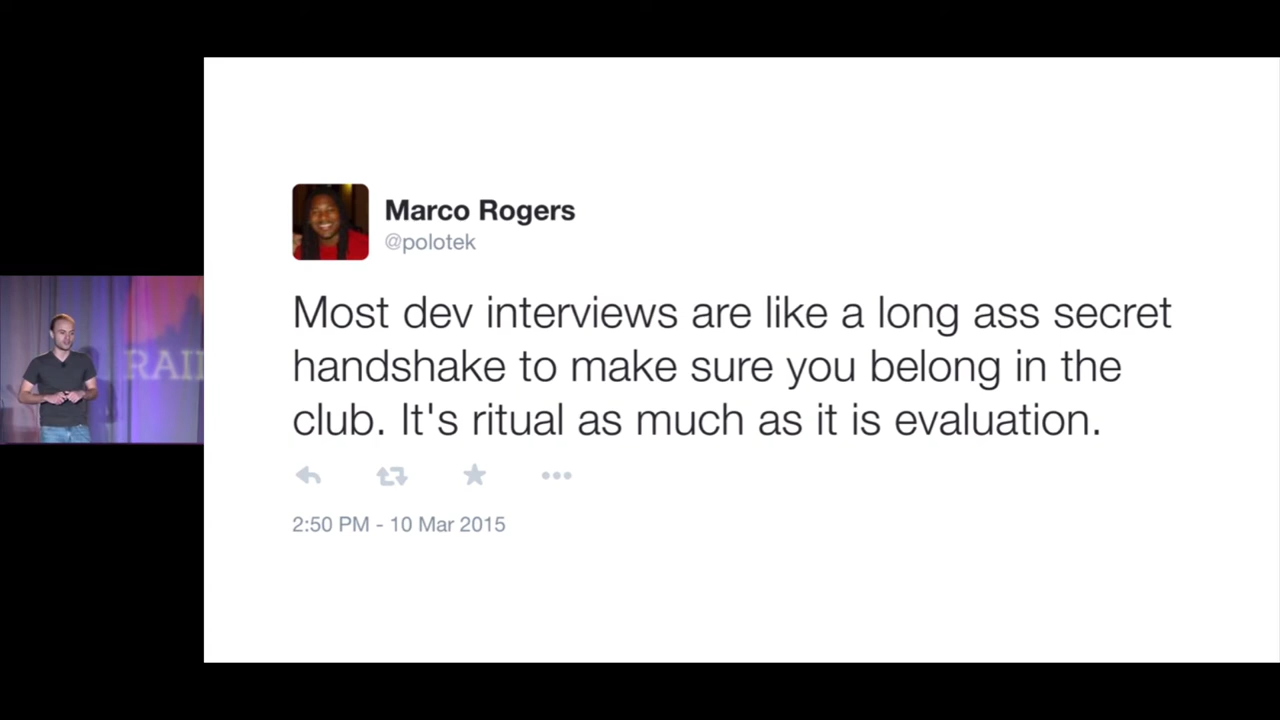 Marco Rogers
@polotek
Most dev interviews are like a long ass secret
handshake to make sure you belong in the
club. It's ritual as much as it is evaluation.
2:50 PM - 10 Mar 2015
RAIL